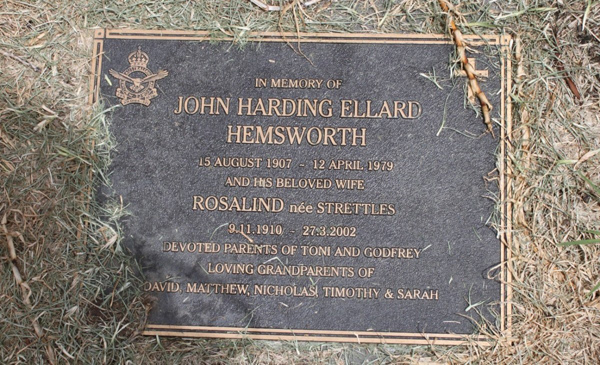 IN MEMORY OF
JOHN HARDING ELLARD
HEMSWORTH
15 AUGUST 1907 - 12 APRIL 1979
AND HIS BELOVED WIFE
ROSALIND née STRETTLES
9.11.1910 - 27.3.2002
DEVOTED PARENTS OF TONI AND GODFREY
LOVING GRANDPARENTS OF
DAVID, MATTHEW, NICHOLAS, TIMOTHY & SARAH